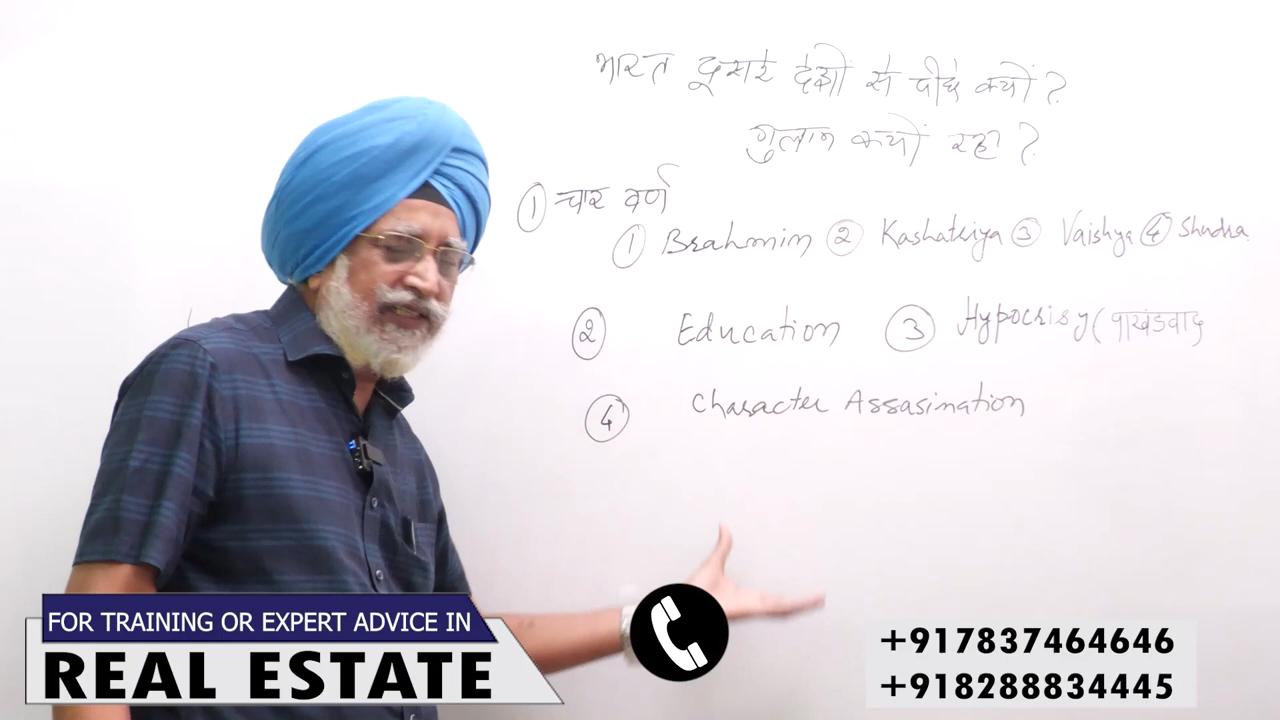 भारत दूसरे देशों से पीछे क्यों?
गुलाम क्यों रहा?
① चार वर्ण
① Brahmin ② Kashatriya ③ Vaishya ④ Shudra
② Education ③ Hypocrisy (पाखंडवाद
④ Character Assasination
FOR TRAINING OR EXPERT ADVICE IN
REAL ESTATE
+917837464646
+918288834445